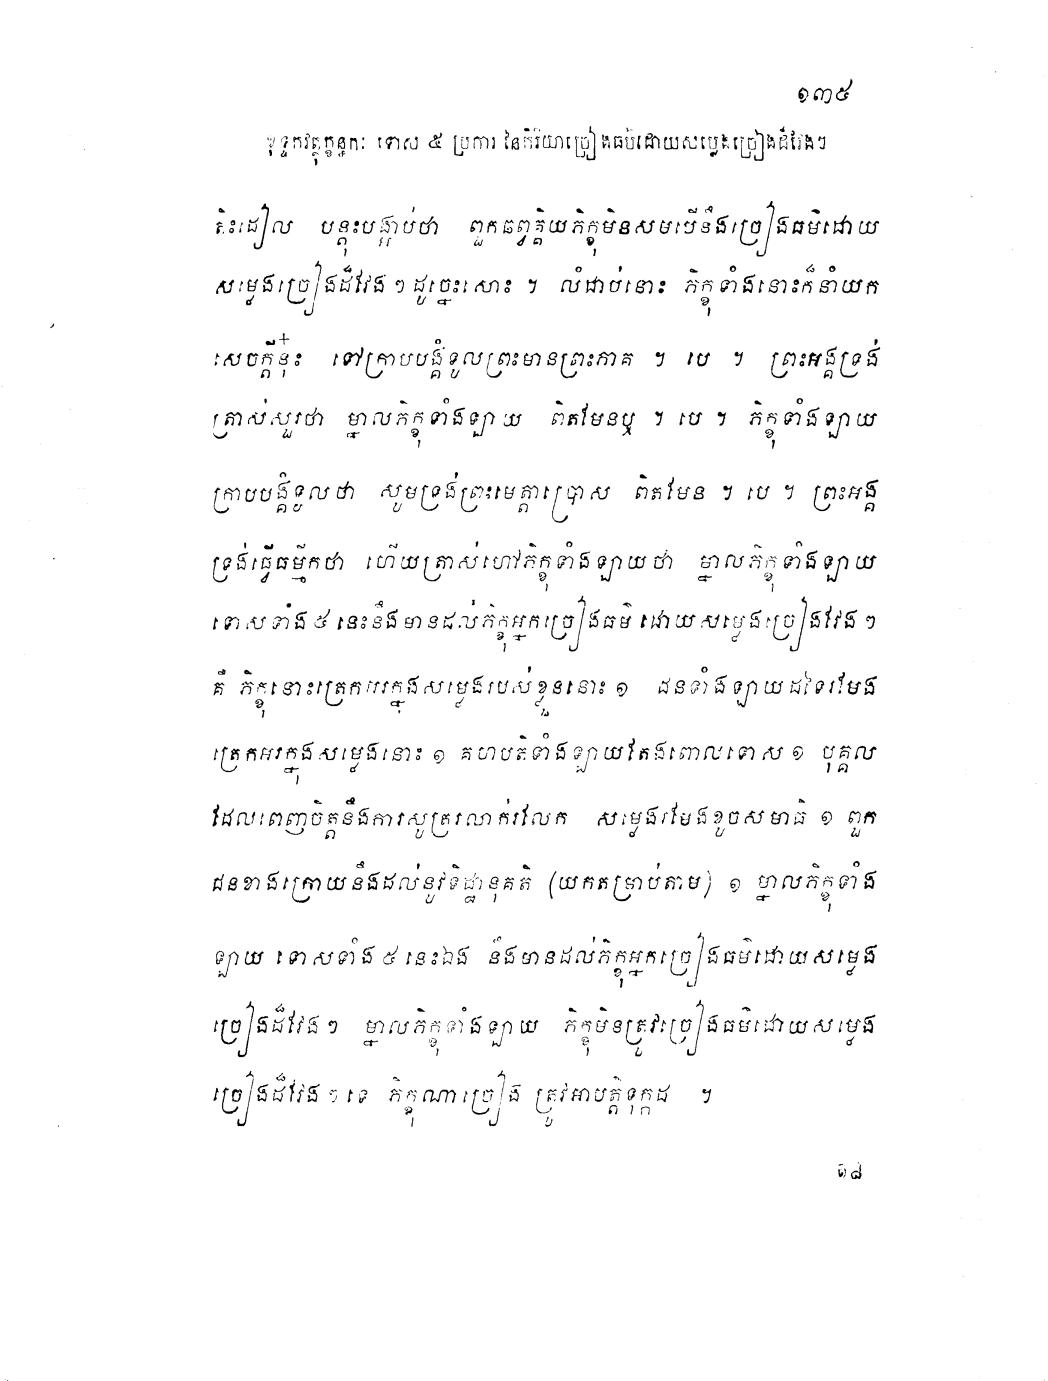 ១៣៥
ខុទ្ទកវត្ថុក្ខន្ធកៈ ទោស ៥ ប្រការ នៃកិរិយាច្រៀងធម៌ដោយសម្លេងច្រៀងដ៏វែងៗ
តិះដៀល បន្តុះបង្អាប់ថា ពួកឆព្វគ្គិយភិក្ខុមិនសមបើនឹងច្រៀងធម៌ដោយ
សម្លេងច្រៀងដ៏វែងៗដូច្នេះសោះ ។ លំដាប់នោះ ភិក្ខុទាំងនោះក៏នាំយក
សេចក្តីនុ៎ះ ទៅក្រាបបង្គំទូលព្រះមានព្រះភាគ ។ បេ ។ ព្រះអង្គទ្រង់
ត្រាស់សួរថា ម្នាលភិក្ខុទាំងឡាយ ពិតមែនឬ ។ បេ ។ ភិក្ខុទាំងឡាយ
ក្រាបបង្គំទូលថា សូមទ្រង់ព្រះមេត្តាប្រោស ពិតមែន ។ បេ ។ ព្រះអង្គ
ទ្រង់ធ្វើធម្មីកថា ហើយត្រាស់ហៅភិក្ខុទាំងឡាយថា ម្នាលភិក្ខុទាំងឡាយ
ទោសទាំង៥នេះនឹងមានដល់ភិក្ខុអ្នកច្រៀងធម៌ ដោយសម្លេងច្រៀងវែងៗ
គឺ ភិក្ខុនោះត្រេកអរក្នុងសម្លេងរបស់ខ្លួននោះ ១ ជនទាំងឡាយដទៃរមែង
ត្រេកអរក្នុងសម្លេងនោះ ១ គហបតិទាំងឡាយតែងពោលទោស ១ បុគ្គល
ដែលពេញចិត្តនឹងការសូត្ររលាក់រលែក សម្លេងរមែងខូចសមាធិ ១ ពួក
ជនខាងក្រោយនឹងដល់នូវទិដ្ឋានុគតិ (យកតម្រាប់តាម) ១ ម្នាលភិក្ខុទាំង
ឡាយ ទោសទាំង៥នេះឯង នឹងមានដល់ភិក្ខុអ្នកច្រៀងធម៌ដោយសម្លេង
ច្រៀងដ៏វែងៗ ម្នាលភិក្ខុទាំងឡាយ ភិក្ខុមិនត្រូវច្រៀងធម៌ដោយសម្លេង
ច្រៀងដ៏វែងៗទេ ភិក្ខុណាច្រៀង ត្រូវអាបត្តិទុក្កដ ។
១៨